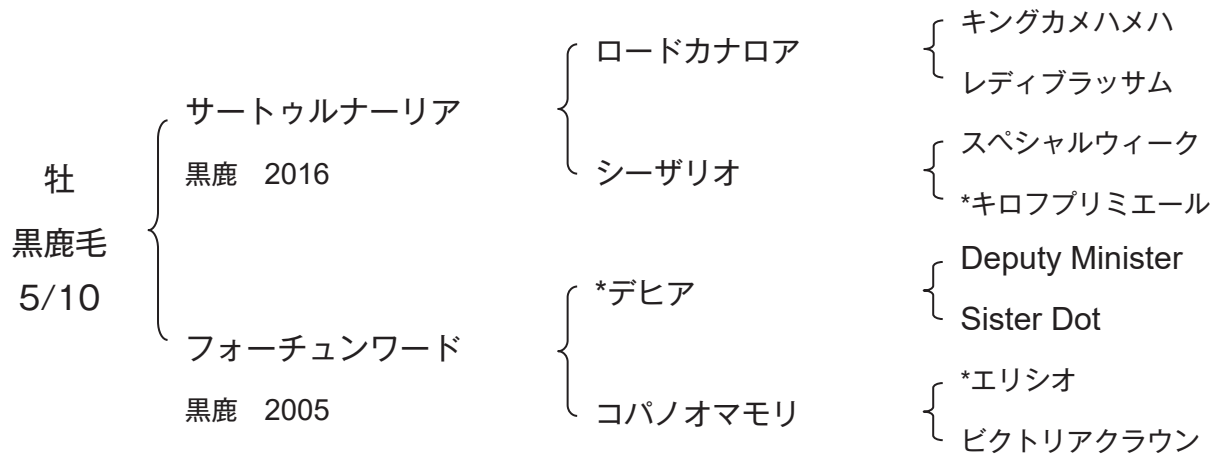 牡
黒鹿毛
5/10
サートゥルナーリア
黒鹿 2016
フォーチュンワード
黒鹿 2005
ロードカナロア
シーザリオ
*デヒア
コパノオマモリ
キングカメハメハ
レディブラッサム
スペシャルウィーク
*キロフプリミエール
Deputy Minister
Sister Dot
*エリシオ
ビクトリアクラウン